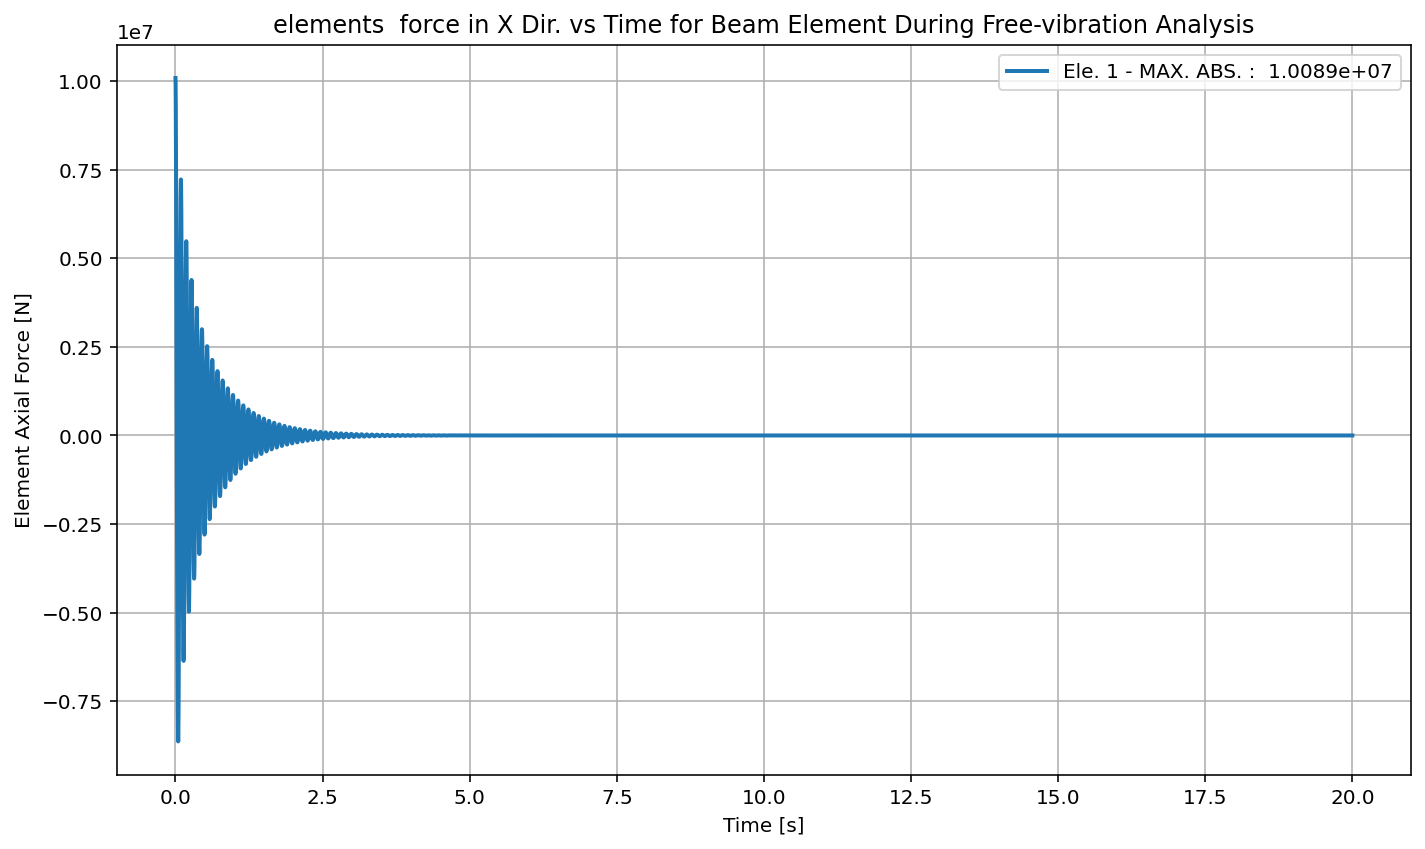 elements  force in X Dir. vs Time for Beam Element During Free-vibration Analysis
1e7
Ele. 1 - MAX. ABS. :  1.0089e+07
1.00
0.75
0.50
0.25
0.00
−0.25
−0.50
−0.75
Element Axial Force [N]
0.0 2.5 5.0 7.5 10.0 12.5 15.0 17.5 20.0
Time [s]